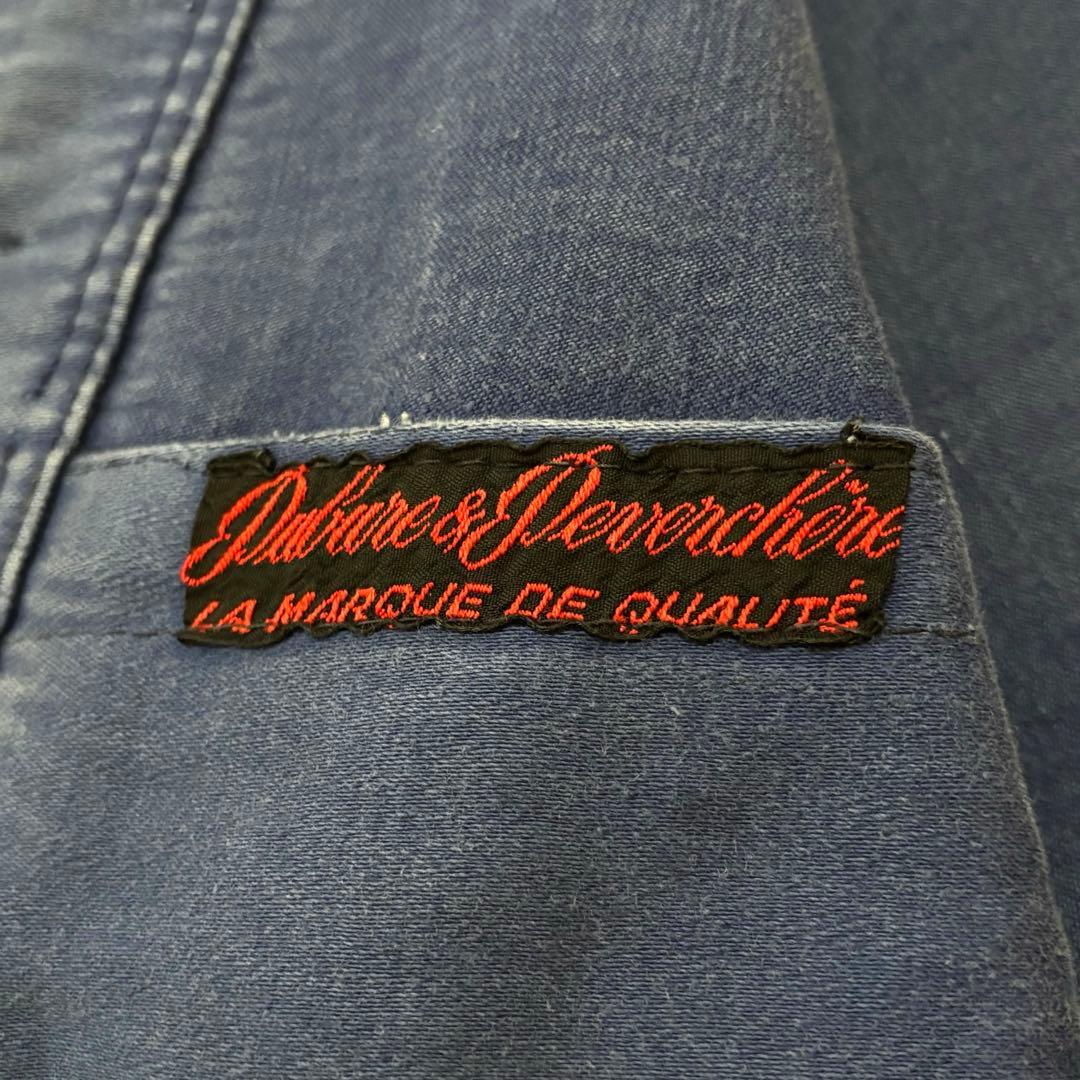 Dubure & Deverchère
LA MARQUE DE QUALITÉ